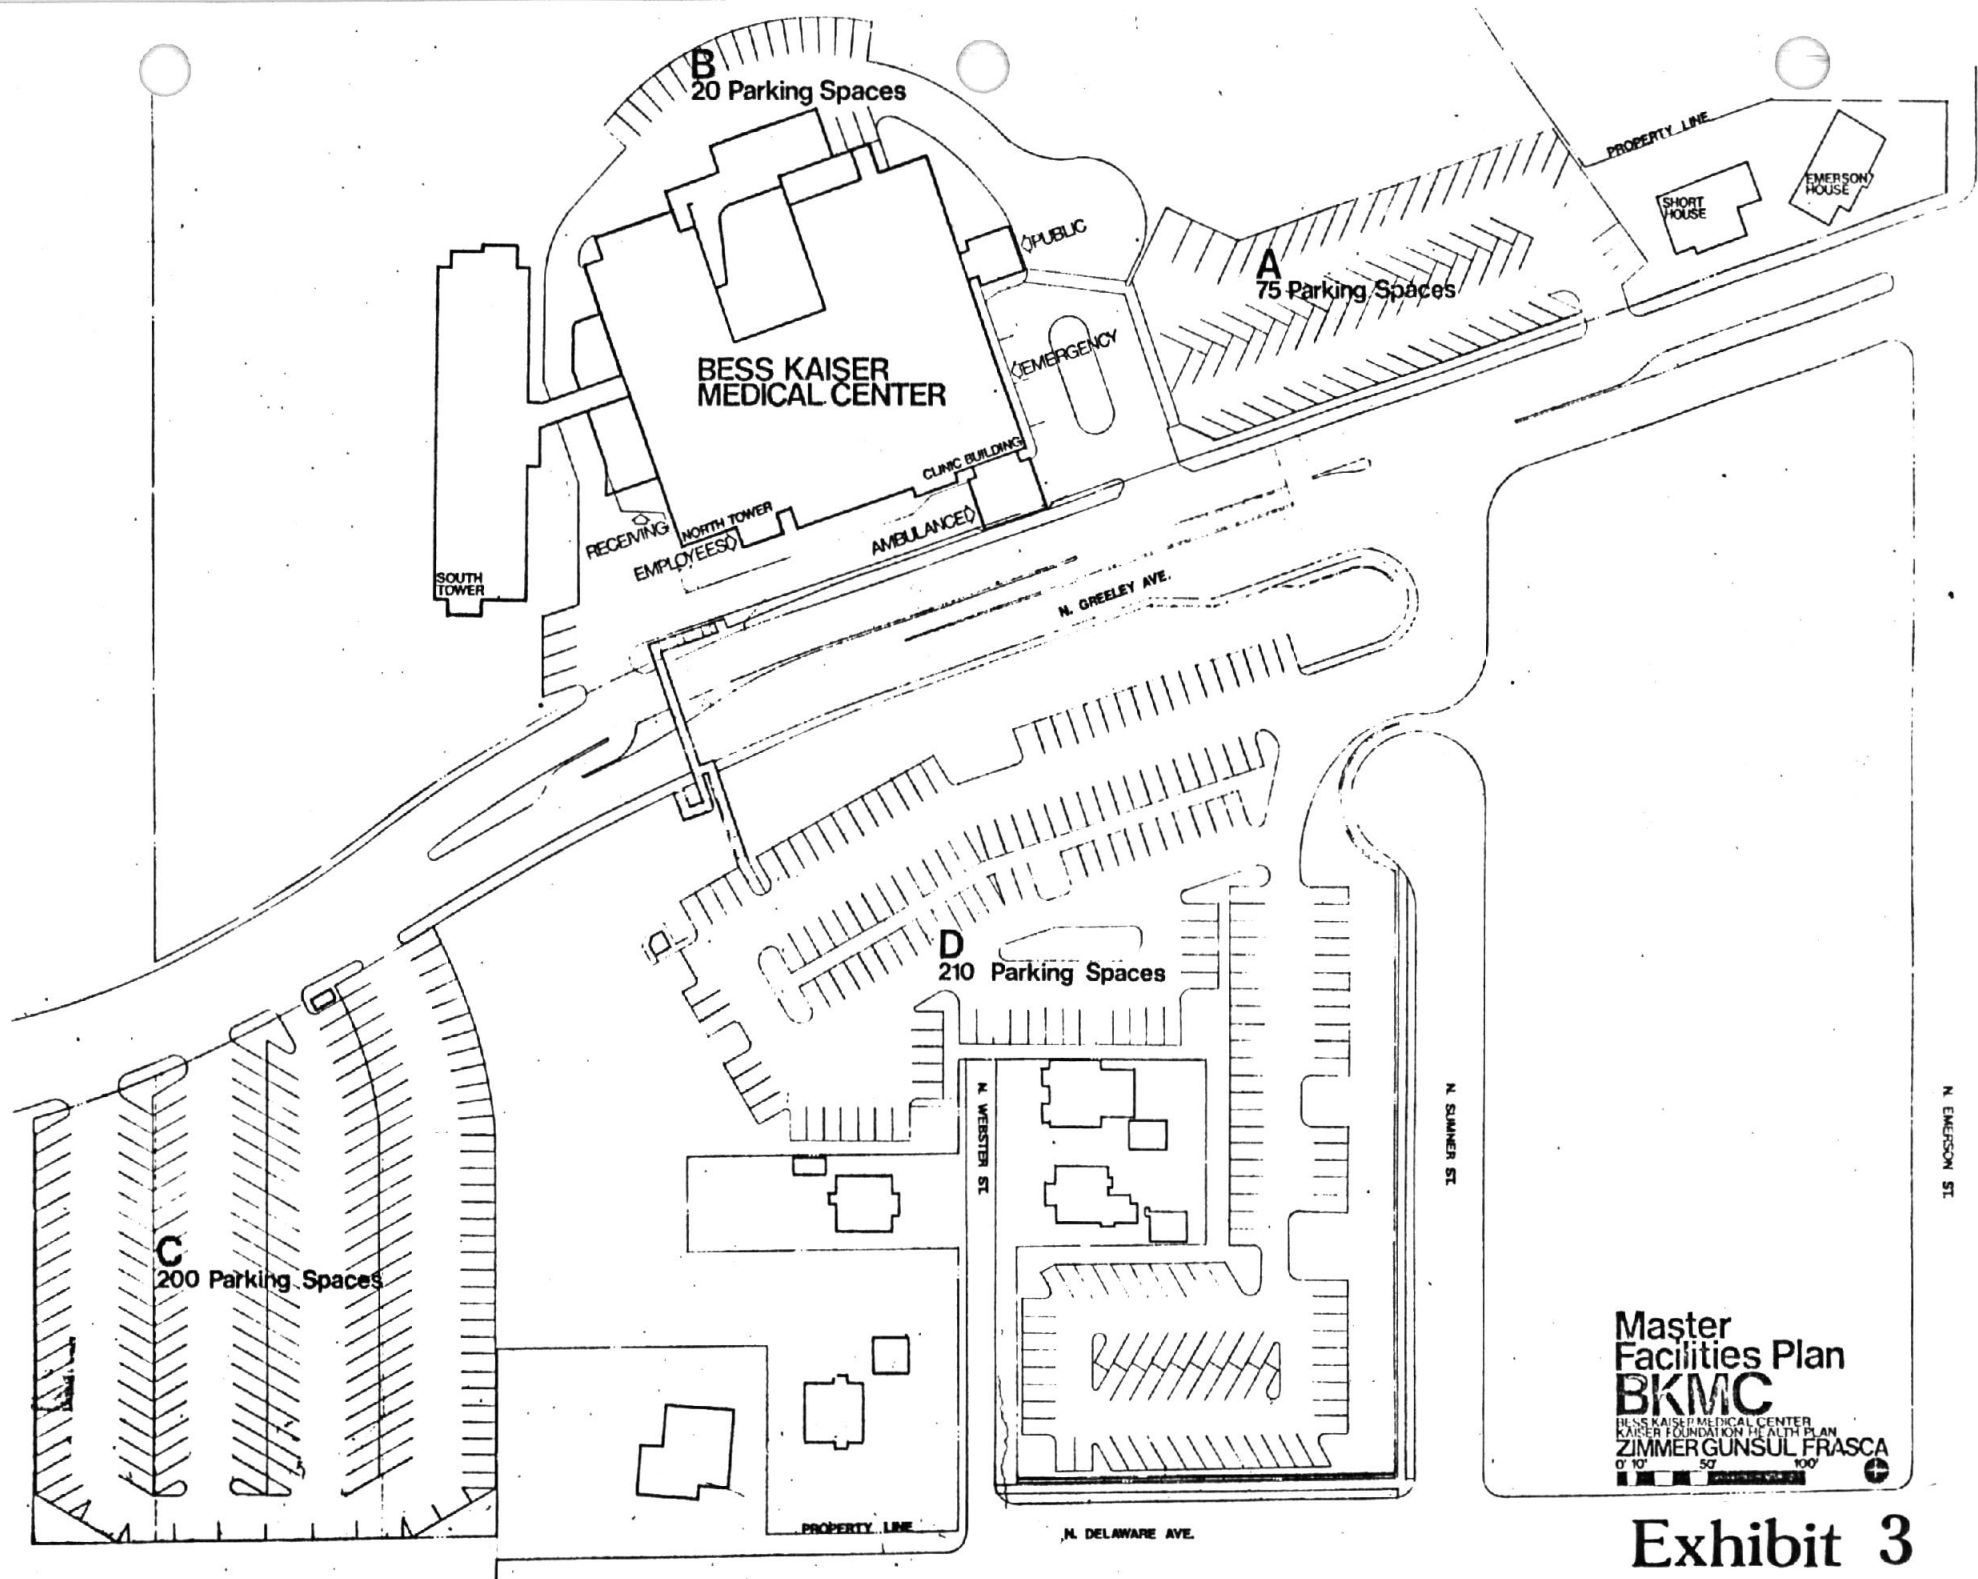 B
20 Parking Spaces
PROPERTY LINE
EMERSON
HOUSE
SHORT
HOUSE
PUBLIC
A
75 Parking Spaces
EMERGENCY
BESS KAISER
MEDICAL CENTER
CLINIC BUILDING
NORTH TOWER
AMBULANCE
RECEIVING
EMPLOYEES
SOUTH
TOWER
N. GREELEY AVE.
D
210 Parking Spaces
N. WEBSTER ST.
N. SUMNER ST.
N. EMERSON ST.
C
200 Parking Spaces
PROPERTY LINE
N. DELAWARE AVE.
Master
Facilities Plan
BKMC
BESS KAISER MEDICAL CENTER
KAISER FOUNDATION HEALTH PLAN
ZIMMER GUNSUL FRASCA
0' 10' 50' 100'
Exhibit 3